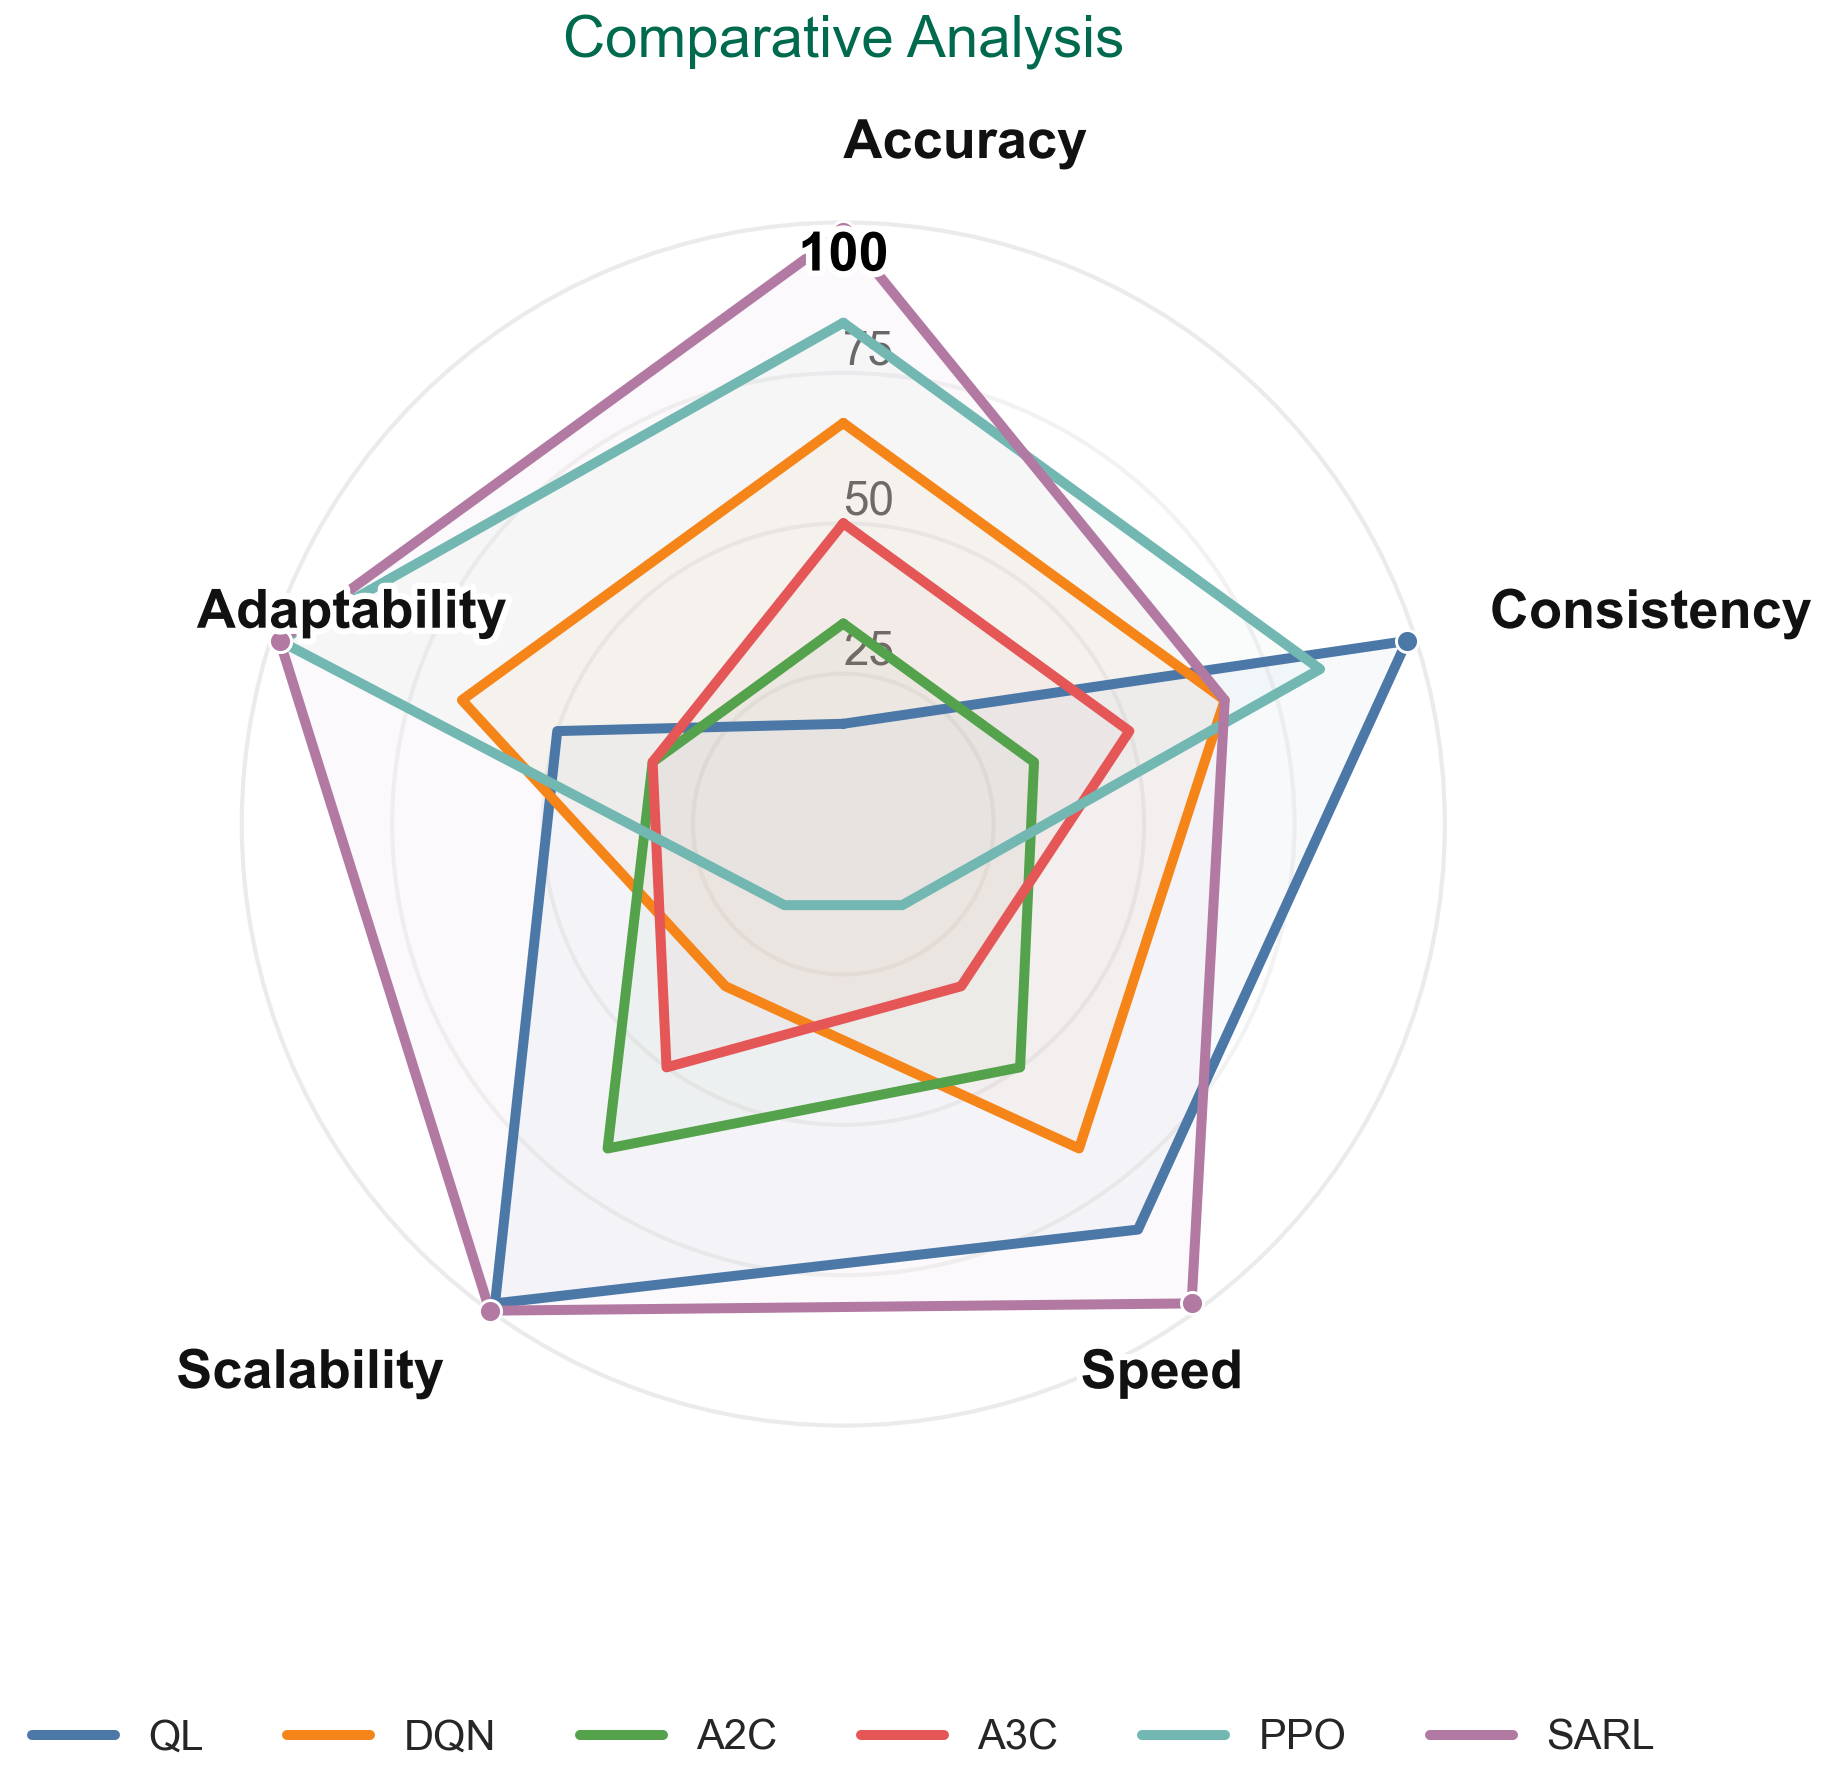 Comparative Analysis
Accuracy
100
75
50
25
Adaptability
Consistency
Scalability
Speed
QL
DQN
A2C
A3C
PPO
SARL